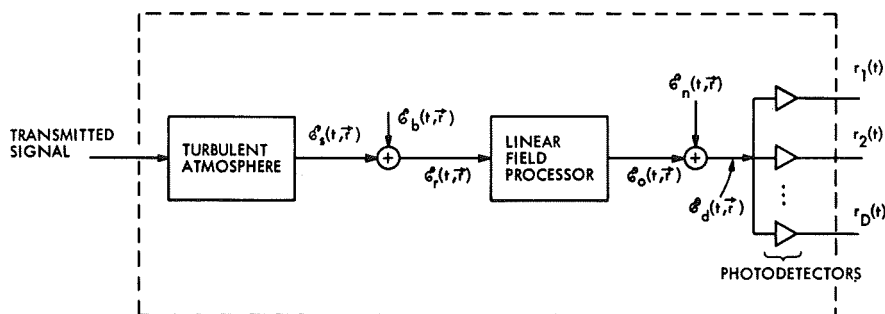 TRANSMITTED
SIGNAL
TURBULENT
ATMOSPHERE
ℰs(t,r⃗)
ℰb(t,r⃗)
+
ℰr(t,r⃗)
LINEAR
FIELD
PROCESSOR
ℰo(t,r⃗)
ℰn(t,r⃗)
+
ℰd(t,r⃗)
r1(t)
r2(t)
⋮
rD(t)
PHOTODETECTORS